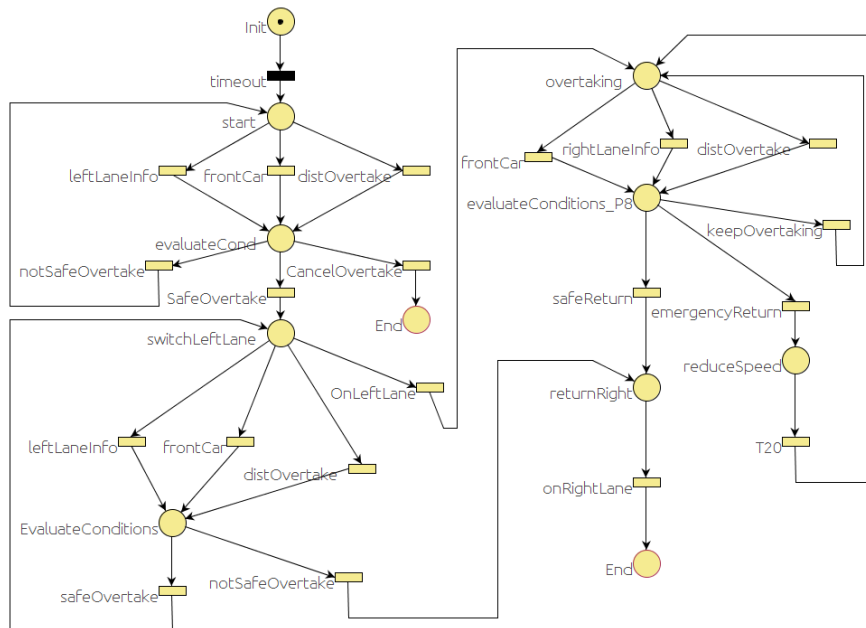 Init
timeout
start
leftLaneInfo
frontCar
distOvertake
evaluateCond
notSafeOvertake
CancelOvertake
SafeOvertake
End
switchLeftLane
OnLeftLane
leftLaneInfo
frontCar
distOvertake
EvaluateConditions
notSafeOvertake
safeOvertake
overtaking
frontCar
rightLaneInfo
distOvertake
evaluateConditions_P8
keepOvertaking
safeReturn
emergencyReturn
reduceSpeed
returnRight
T20
onRightLane
End